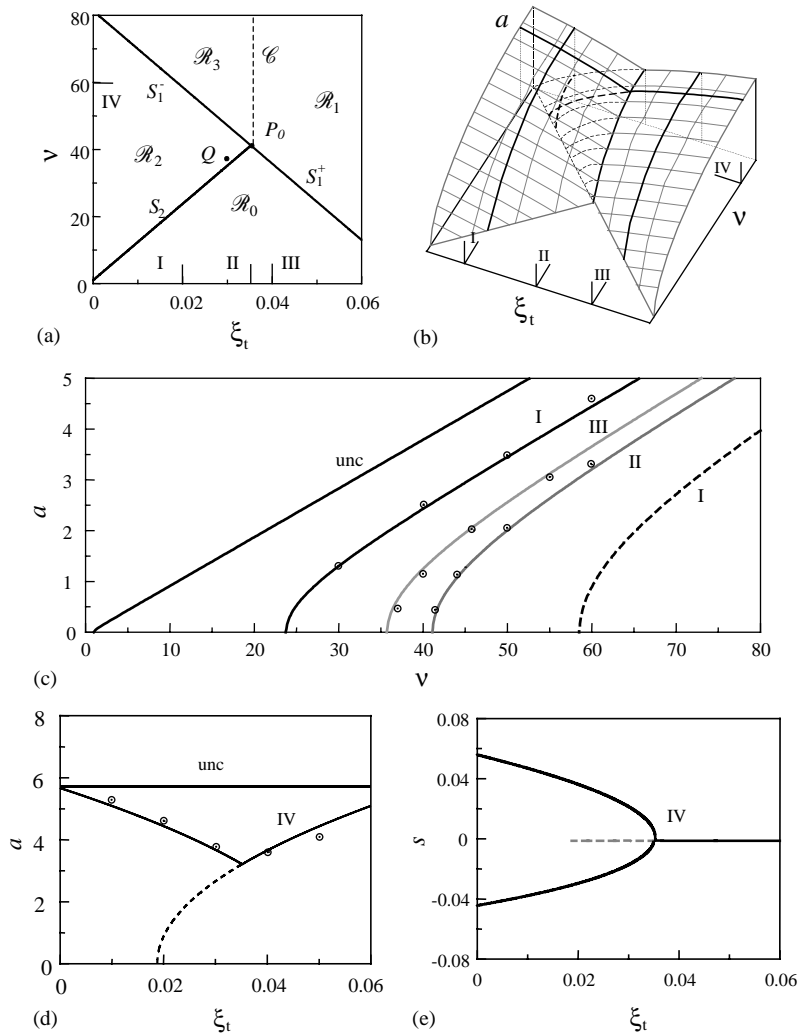 80
60
40
20
0
ν
IV
S₁⁻
ℛ₃
𝒞
ℛ₁
P₀
ℛ₂
Q
S₁⁺
S₂
ℛ₀
I
II
III
0
0.02
0.04
0.06
ξₜ
(a)
a
IV
ν
I
II
III
ξₜ
(b)
5
4
3
2
1
0
a
unc
I
III
II
I
0
10
20
30
40
50
60
70
80
ν
(c)
8
6
4
2
0
a
unc
IV
0
0.02
0.04
0.06
ξₜ
(d)
0.08
0.04
0
-0.04
-0.08
s
IV
0
0.02
0.04
0.06
ξₜ
(e)